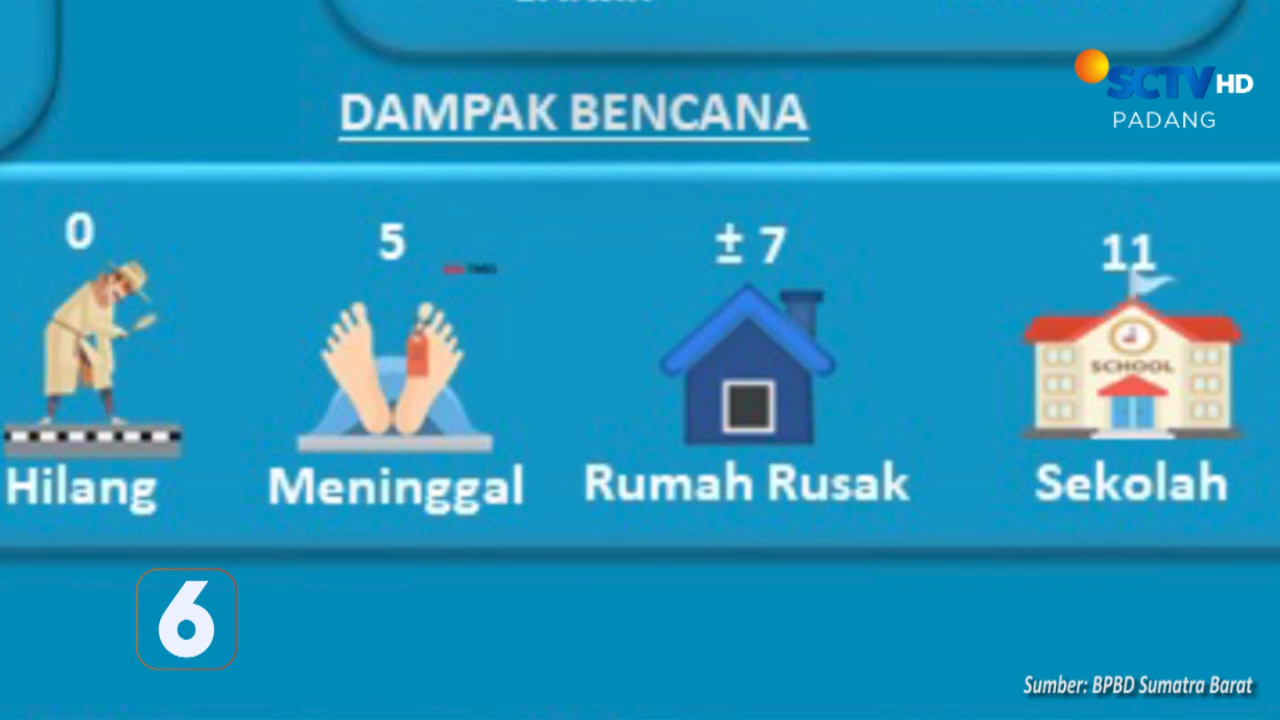 SCTV HD
PADANG
DAMPAK BENCANA
0
5
± 7
11
SCHOOL
Hilang
Meninggal
Rumah Rusak
Sekolah
6
Sumber: BPBD Sumatra Barat